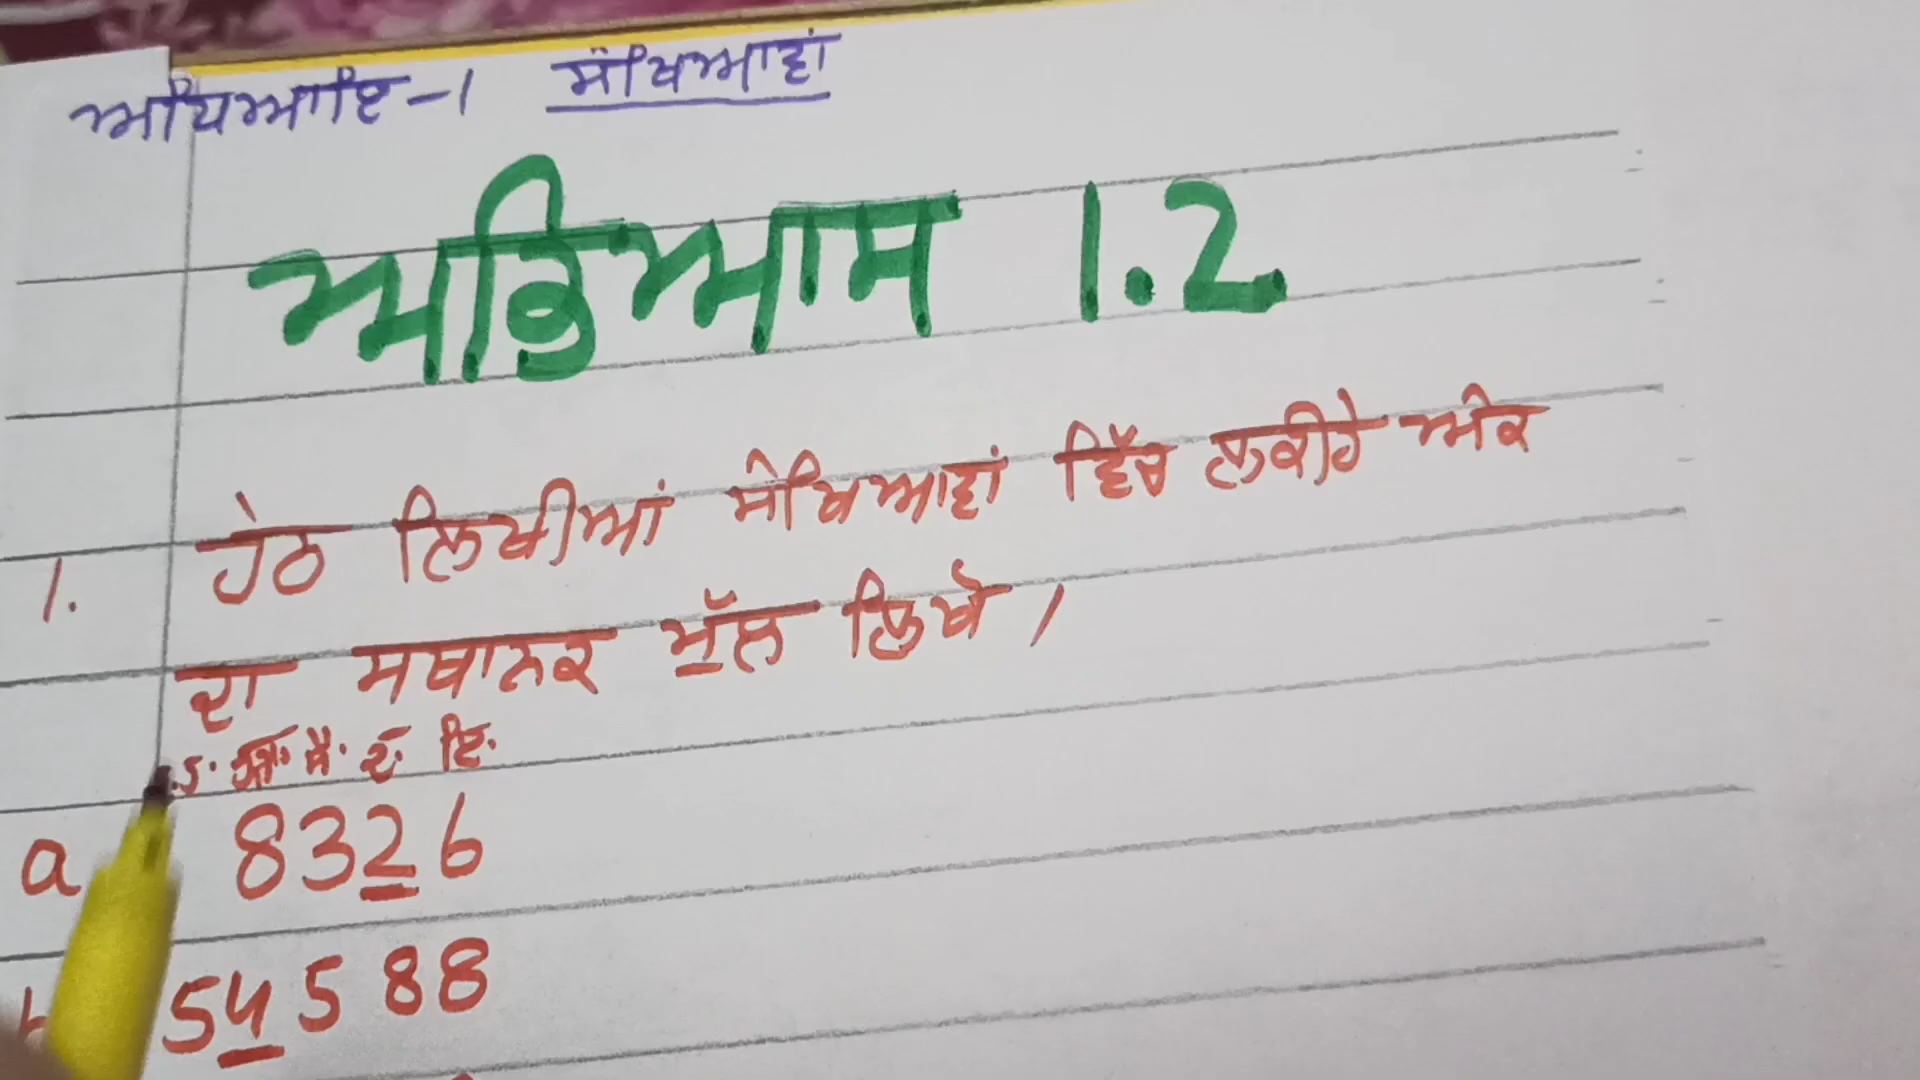 ਅਧਿਆਇ-1 ਸੰਖਿਆਵਾਂ
ਅਭਿਆਸ 1.2
1. ਹੇਠ ਲਿਖੀਆਂ ਸੰਖਿਆਵਾਂ ਵਿੱਚ ਲਕੀਰੇ ਅੰਕ
ਦਾ ਸਥਾਨਕ ਮੁੱਲ ਲਿਖੋ /
ਸੈ. ਦ. ਇ.
a 8326
54588